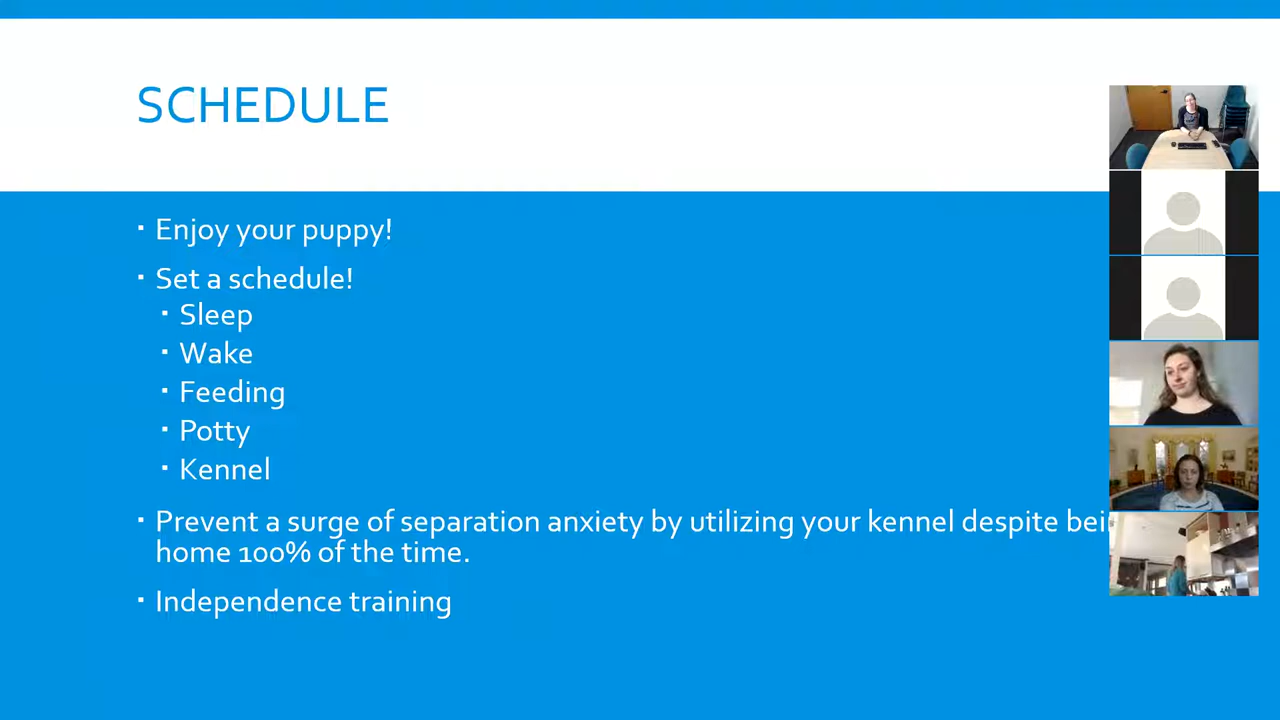 SCHEDULE
▪ Enjoy your puppy!
▪ Set a schedule!
▪ Sleep
▪ Wake
▪ Feeding
▪ Potty
▪ Kennel
▪ Prevent a surge of separation anxiety by utilizing your kennel despite
home 100% of the time.
▪ Independence training